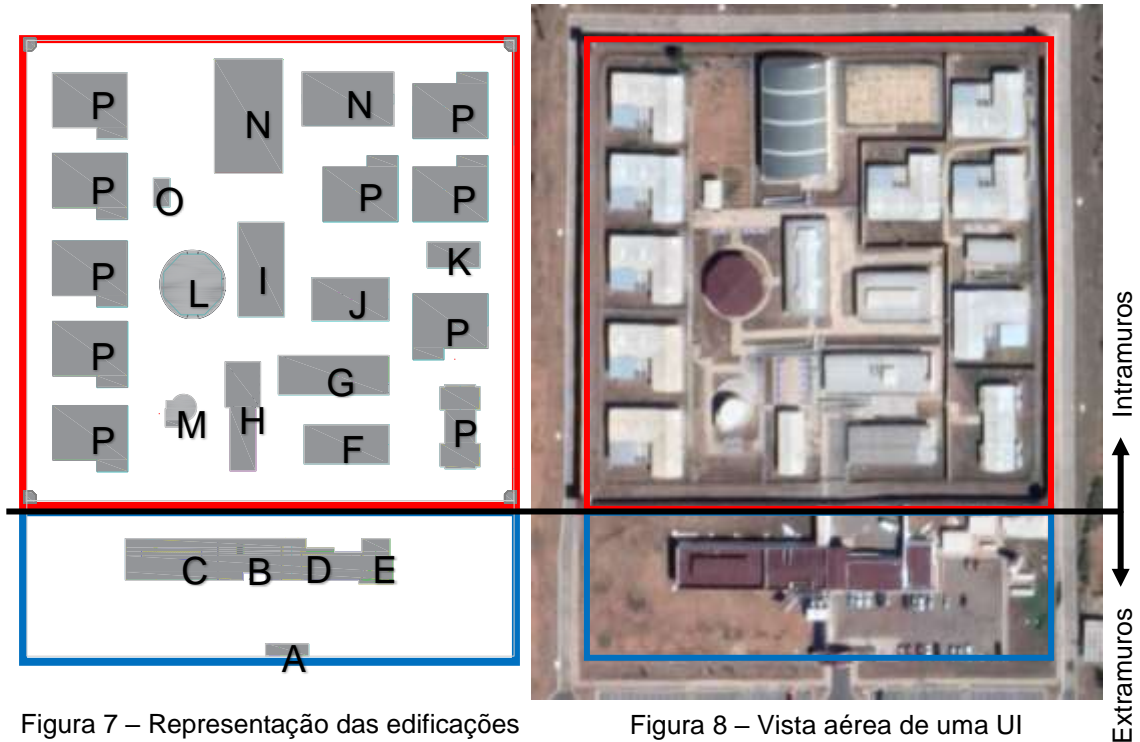 P
N
N
P
P
O
P
P
P
L
I
K
J
P
P
G
P
M
H
P
F
P
C
B
D
E
A
Intramuros
Extramuros
Figura 7 – Representação das edificações
Figura 8 – Vista aérea de uma UI